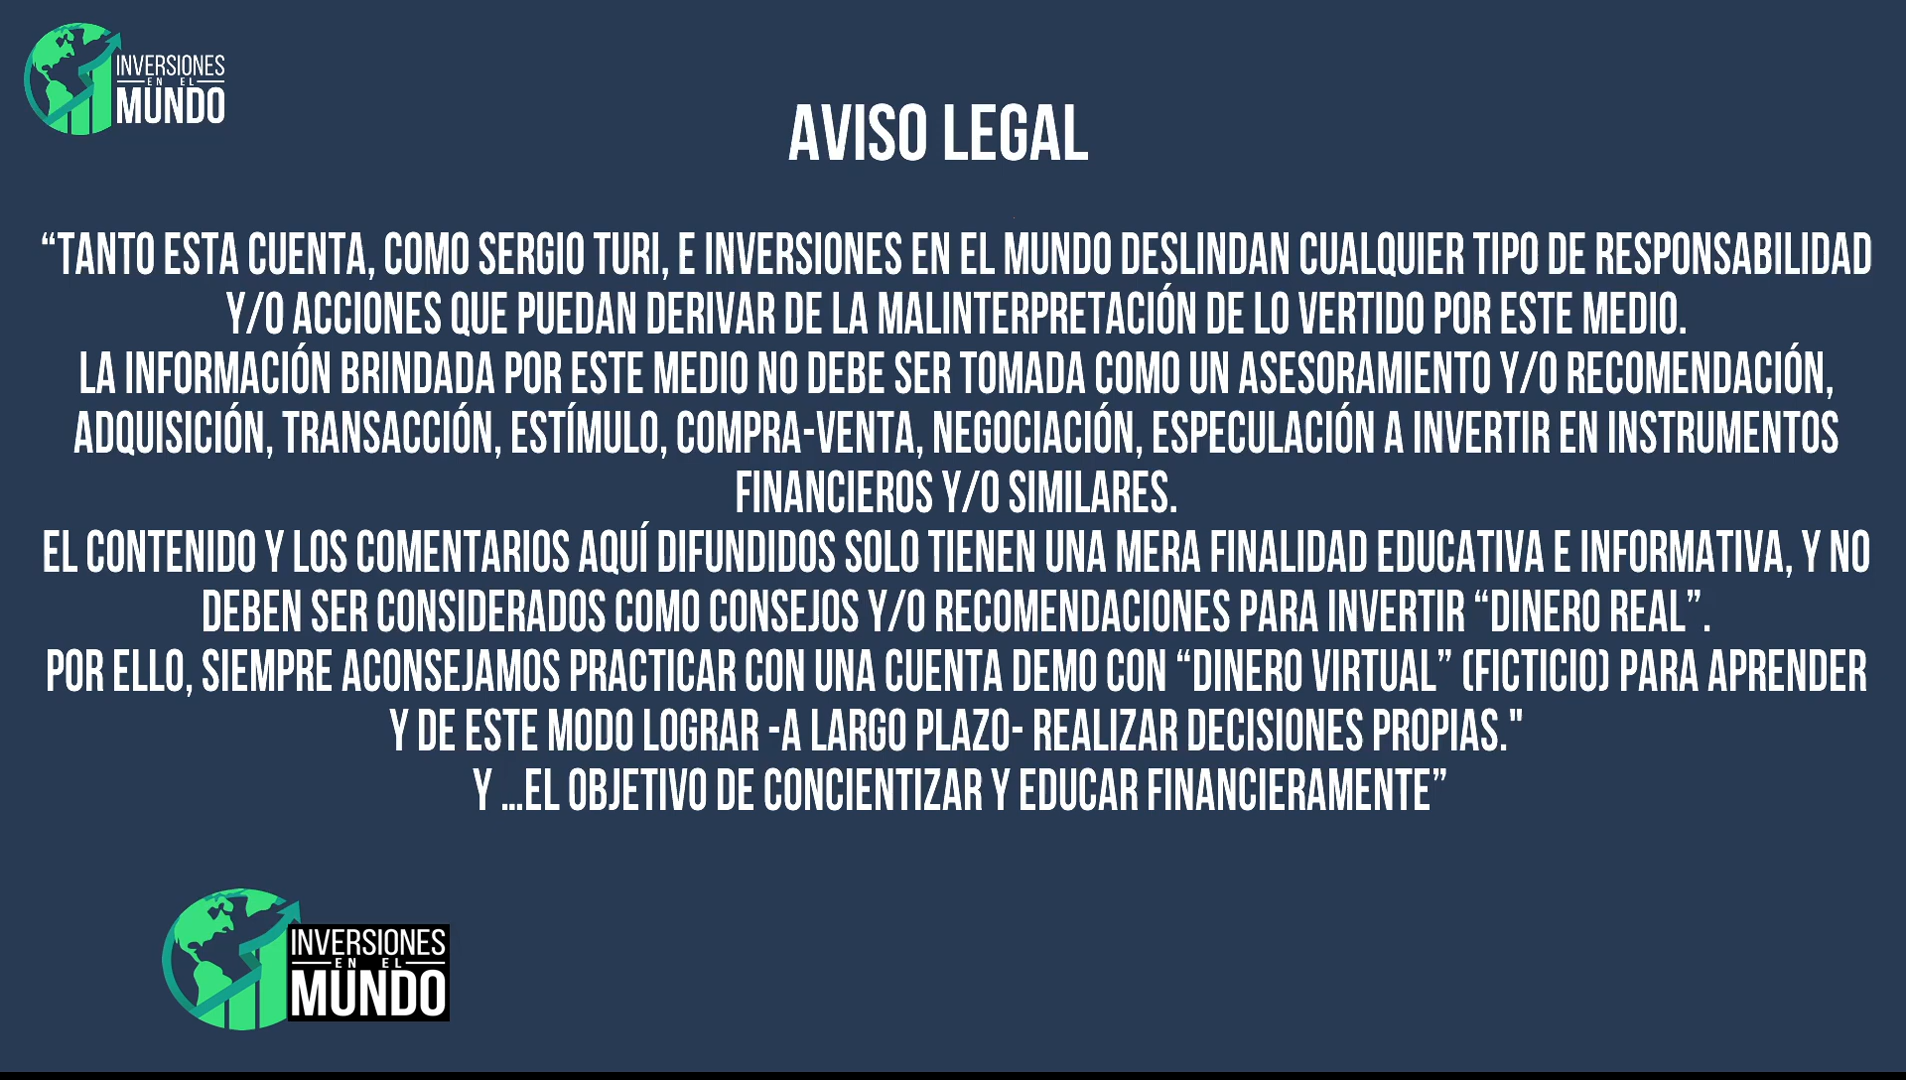 INVERSIONES
EN EL
MUNDO
AVISO LEGAL
“TANTO ESTA CUENTA, COMO SERGIO TURI, E INVERSIONES EN EL MUNDO DESLINDAN CUALQUIER TIPO DE RESPONSABILIDAD
Y/O ACCIONES QUE PUEDAN DERIVAR DE LA MALINTERPRETACIÓN DE LO VERTIDO POR ESTE MEDIO.
LA INFORMACIÓN BRINDADA POR ESTE MEDIO NO DEBE SER TOMADA COMO UN ASESORAMIENTO Y/O RECOMENDACIÓN,
ADQUISICIÓN, TRANSACCIÓN, ESTÍMULO, COMPRA-VENTA, NEGOCIACIÓN, ESPECULACIÓN A INVERTIR EN INSTRUMENTOS
FINANCIEROS Y/O SIMILARES.
EL CONTENIDO Y LOS COMENTARIOS AQUÍ DIFUNDIDOS SOLO TIENEN UNA MERA FINALIDAD EDUCATIVA E INFORMATIVA, Y NO
DEBEN SER CONSIDERADOS COMO CONSEJOS Y/O RECOMENDACIONES PARA INVERTIR “DINERO REAL”.
POR ELLO, SIEMPRE ACONSEJAMOS PRACTICAR CON UNA CUENTA DEMO CON “DINERO VIRTUAL” (FICTICIO) PARA APRENDER
Y DE ESTE MODO LOGRAR -A LARGO PLAZO- REALIZAR DECISIONES PROPIAS."
Y ...EL OBJETIVO DE CONCIENTIZAR Y EDUCAR FINANCIERAMENTE”
INVERSIONES
EN EL
MUNDO